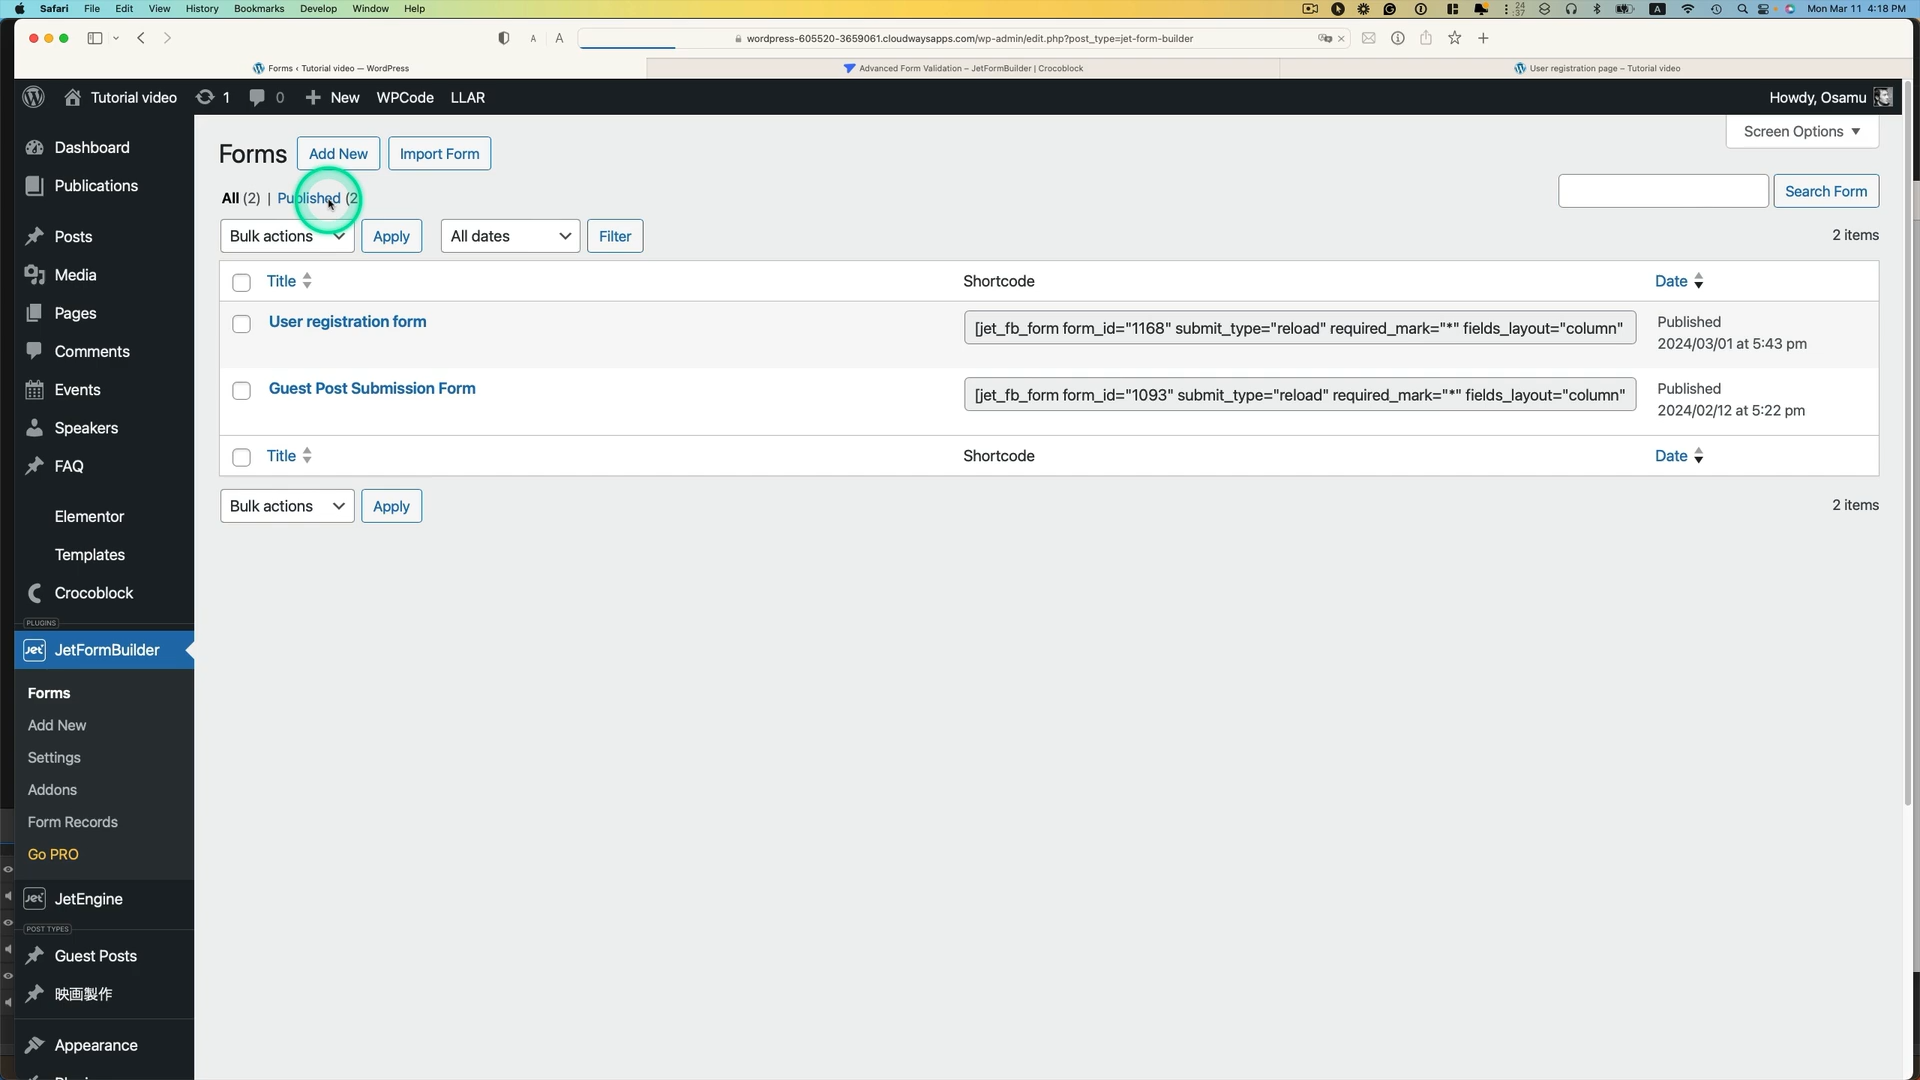 Safari File Edit View History Bookmarks Develop Window Help
24
37
A
Mon Mar 11 4:18 PM
A A wordpress-605520-3659061.cloudwaysapps.com/wp-admin/edit.php?post_type=jet-form-builder
Forms ‹ Tutorial video — WordPress
Advanced Form Validation – JetFormBuilder | Crocoblock
User registration page – Tutorial video
Tutorial video 1 0 New WPCode LLAR
Howdy, Osamu
Screen Options
Dashboard
Publications
Posts
Media
Pages
Comments
Events
Speakers
FAQ
Elementor
Templates
Crocoblock
PLUGINS
Jet JetFormBuilder
Forms
Add New
Settings
Addons
Form Records
Go PRO
Jet JetEngine
POST TYPES
Guest Posts
映画製作
Appearance
Forms Add New Import Form
All (2) | Published (2
Search Form
Bulk actions Apply All dates Filter
2 items
Title Shortcode Date
User registration form [jet_fb_form form_id="1168" submit_type="reload" required_mark="*" fields_layout="column" Published
2024/03/01 at 5:43 pm
Guest Post Submission Form [jet_fb_form form_id="1093" submit_type="reload" required_mark="*" fields_layout="column" Published
2024/02/12 at 5:22 pm
Title Shortcode Date
Bulk actions Apply
2 items